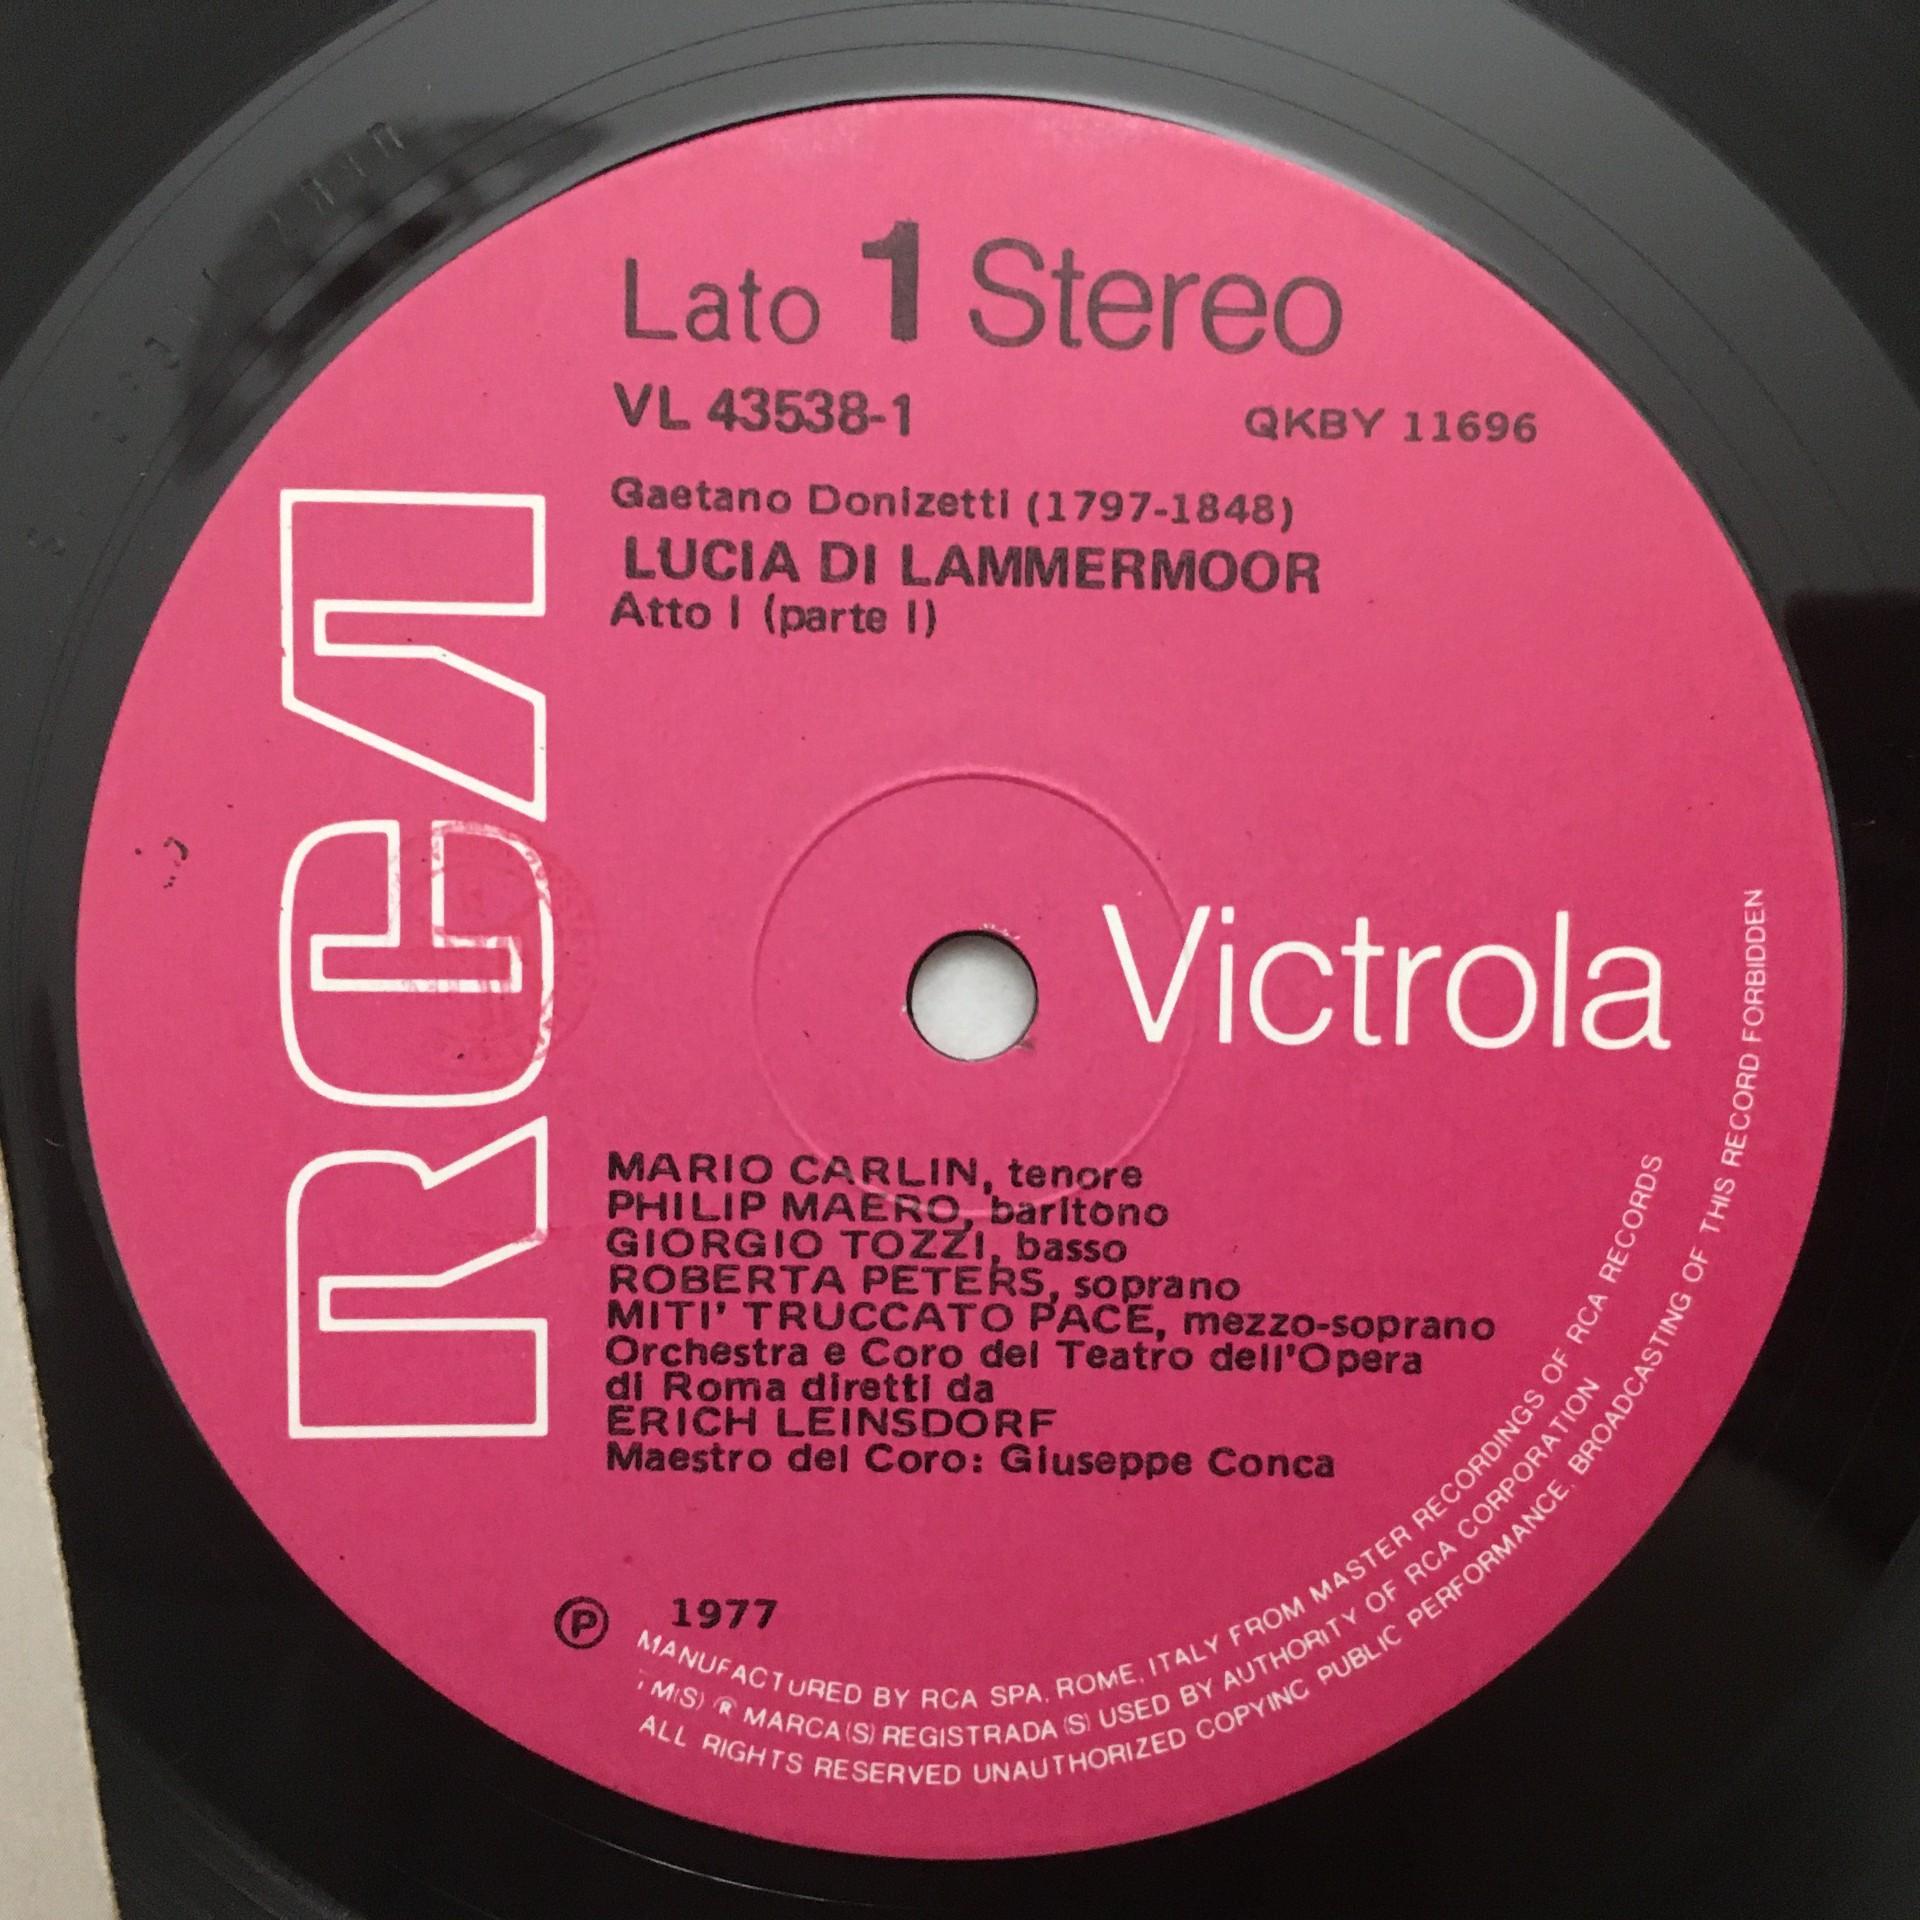 Lato 1 Stereo
VL 43538-1 QKBY 11696
Gaetano Donizetti (1797-1848)
LUCIA DI LAMMERMOOR
Atto I (parte I)
RCA
Victrola
MARIO CARLIN, tenore
PHILIP MAERO, baritono
GIORGIO TOZZI, basso
ROBERTA PETERS, soprano
MITI' TRUCCATO PACE, mezzo-soprano
Orchestra e Coro del Teatro dell'Opera
di Roma diretti da
ERICH LEINSDORF
Maestro del Coro: Giuseppe Conca
Ⓟ 1977
MANUFACTURED BY RCA SPA. ROME. ITALY FROM MASTER RECORDINGS OF RCA RECORDS
TM(S) ® MARCA(S) REGISTRADA(S) USED BY AUTHORITY OF RCA CORPORATION
ALL RIGHTS RESERVED UNAUTHORIZED COPYING PUBLIC PERFORMANCE. BROADCASTING OF THIS RECORD FORBIDDEN